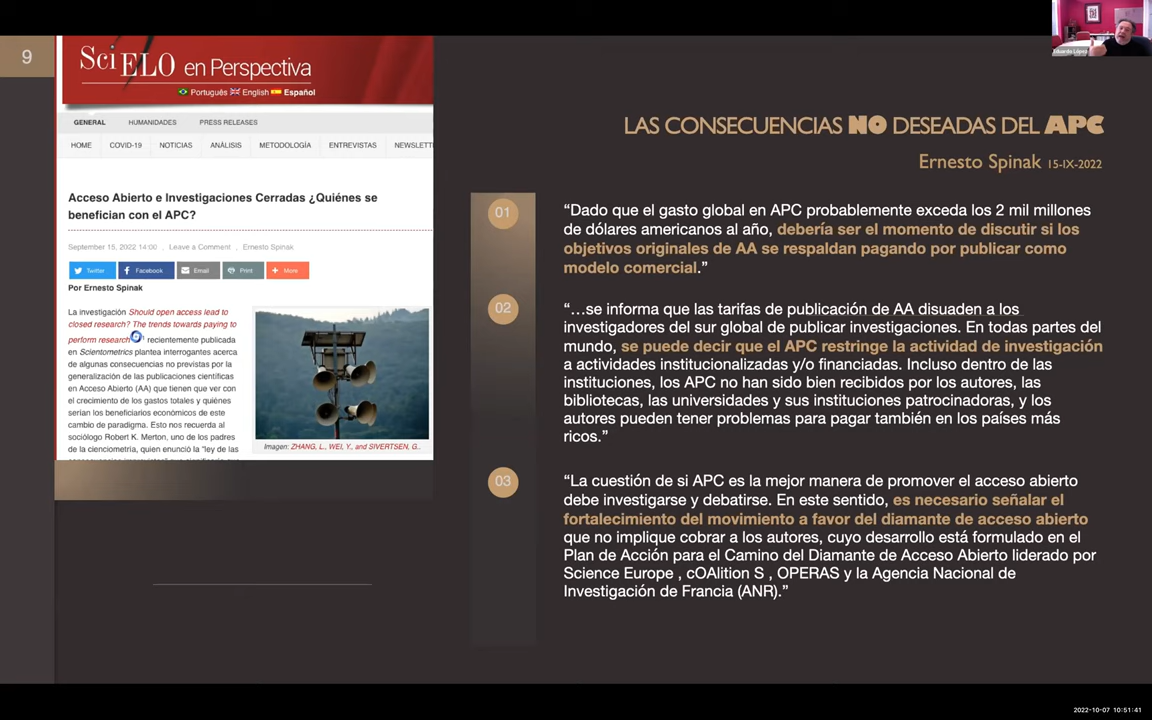 9
SciELO en Perspectiva
Português English Español
GENERAL HUMANIDADES PRESS RELEASES
HOME COVID-19 NOTICIAS ANÁLISIS METODOLOGÍA ENTREVISTAS NEWSLETT
Acceso Abierto e Investigaciones Cerradas ¿Quiénes se
benefician con el APC?
September 15, 2022 14:00 , Leave a Comment , Ernesto Spinak
Twitter Facebook Email Print More
Por Ernesto Spinak
La investigación Should open access lead to
closed research? The trends towards paying to
perform research recientemente publicada
en Scientometrics plantea interrogantes acerca
de algunas consecuencias no previstas por la
generalización de las publicaciones científicas
en Acceso Abierto (AA) que tienen que ver con
el crecimiento de los gastos totales y quiénes
serían los beneficiarios económicos de este
cambio de paradigma. Esto nos recuerda al
sociólogo Robert K. Merton, uno de los padres
de la cienciometría, quien enunció la "ley de las
Imagen: ZHANG, L., WEI, Y., and SIVERTSEN, G..
LAS CONSECUENCIAS NO DESEADAS DEL APC
Ernesto Spinak 15-IX-2022
01
“Dado que el gasto global en APC probablemente exceda los 2 mil millones
de dólares americanos al año, debería ser el momento de discutir si los
objetivos originales de AA se respaldan pagando por publicar como
modelo comercial.”
02
“…se informa que las tarifas de publicación de AA disuaden a los
investigadores del sur global de publicar investigaciones. En todas partes del
mundo, se puede decir que el APC restringe la actividad de investigación
a actividades institucionalizadas y/o financiadas. Incluso dentro de las
instituciones, los APC no han sido bien recibidos por los autores, las
bibliotecas, las universidades y sus instituciones patrocinadoras, y los
autores pueden tener problemas para pagar también en los países más
ricos.”
03
“La cuestión de si APC es la mejor manera de promover el acceso abierto
debe investigarse y debatirse. En este sentido, es necesario señalar el
fortalecimiento del movimiento a favor del diamante de acceso abierto
que no implique cobrar a los autores, cuyo desarrollo está formulado en el
Plan de Acción para el Camino del Diamante de Acceso Abierto liderado por
Science Europe , cOAlition S , OPERAS y la Agencia Nacional de
Investigación de Francia (ANR).”
Eduardo López
2022-10-07 10:51:41